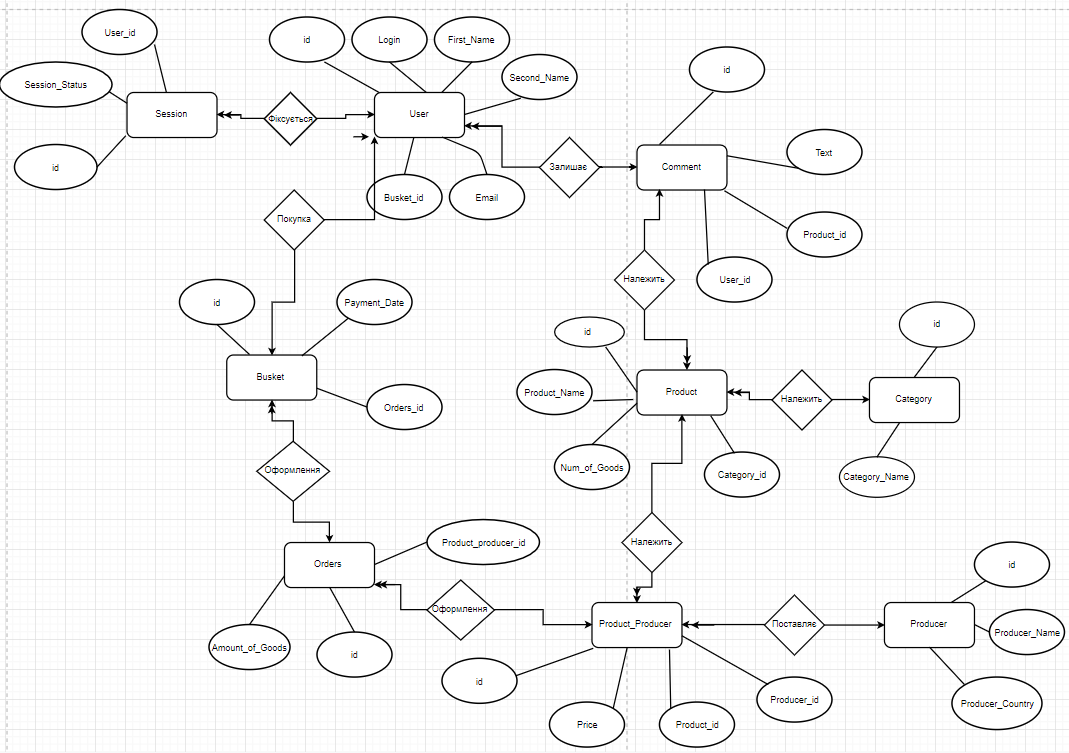 User_id
id
Login
First_Name
Session_Status
Second_Name
id
Session
Фіксується
User
Text
id
Залишає
Comment
Busket_id
Email
Покупка
Product_id
Належить
User_id
id
Payment_Date
id
id
Busket
Product_Name
Product
Належить
Category
Orders_id
Оформлення
Num_of_Goods
Category_id
Category_Name
Orders
Product_producer_id
Належить
id
Amount_of_Goods
id
Оформлення
Product_Producer
Поставляє
Producer
Producer_Name
id
Price
Product_id
Producer_id
Producer_Country